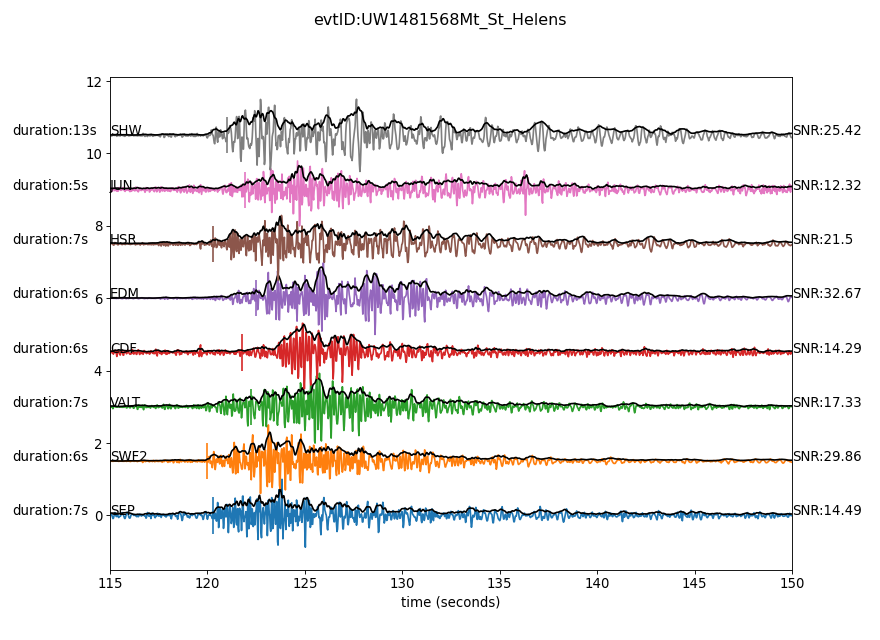 evtID:UW1481568Mt_St_Helens
12
duration:13s SHW SNR:25.42
10
duration:5s JUN SNR:12.32
8
duration:7s HSR SNR:21.5
duration:6s EDM SNR:32.67
6
duration:6s CDF SNR:14.29
4
duration:7s VALT SNR:17.33
2
duration:6s SWF2 SNR:29.86
duration:7s SEP SNR:14.49
0
115 120 125 130 135 140 145 150
time (seconds)